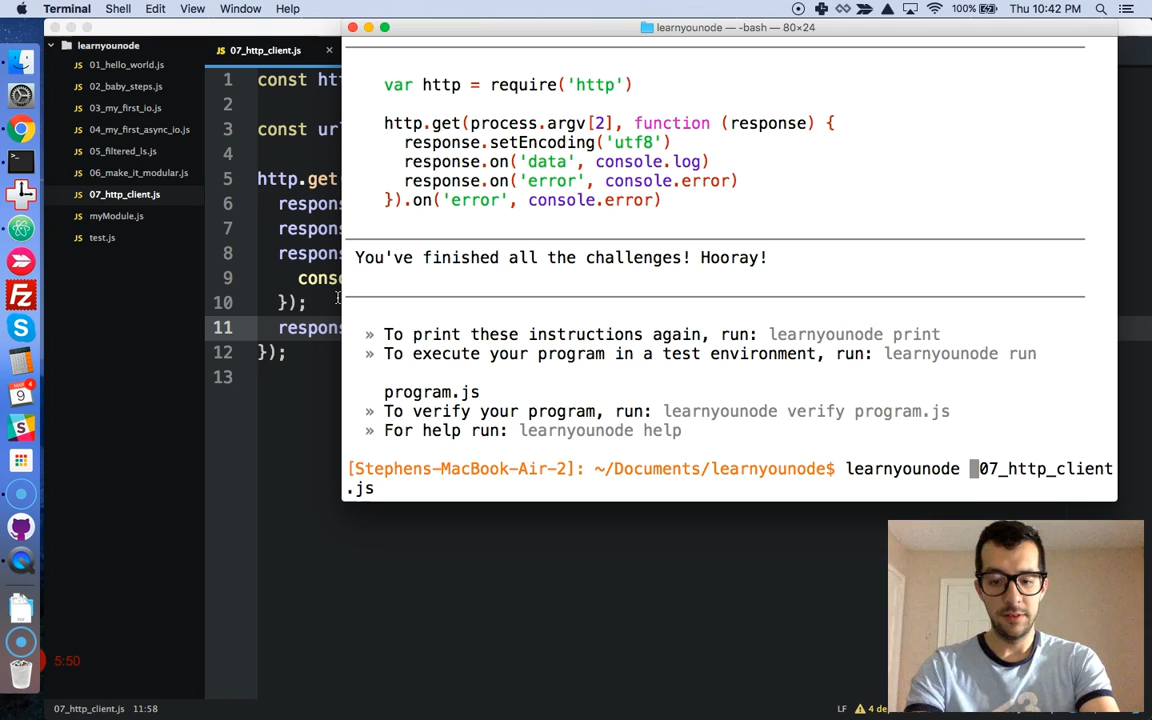 Terminal Shell Edit View Window Help 100% Thu 10:42 PM
learnyounode
01_hello_world.js
02_baby_steps.js
03_my_first_io.js
04_my_first_async_io.js
05_filtered_ls.js
06_make_it_modular.js
07_http_client.js
myModule.js
test.js
07_http_client.js ×
1 const htt
2
3 const url
4
5 http.get(
6 respons
7 respons
8 respons
9 conso
10 });
11 respons
12 });
13
learnyounode — -bash — 80×24
var http = require('http')
http.get(process.argv[2], function (response) {
response.setEncoding('utf8')
response.on('data', console.log)
response.on('error', console.error)
}).on('error', console.error)
You've finished all the challenges! Hooray!
» To print these instructions again, run: learnyounode print
» To execute your program in a test environment, run: learnyounode run
program.js
» To verify your program, run: learnyounode verify program.js
» For help run: learnyounode help
[Stephens-MacBook-Air-2]: ~/Documents/learnyounode$ learnyounode 07_http_client
.js
5:50
07_http_client.js 11:58
LF 4 de